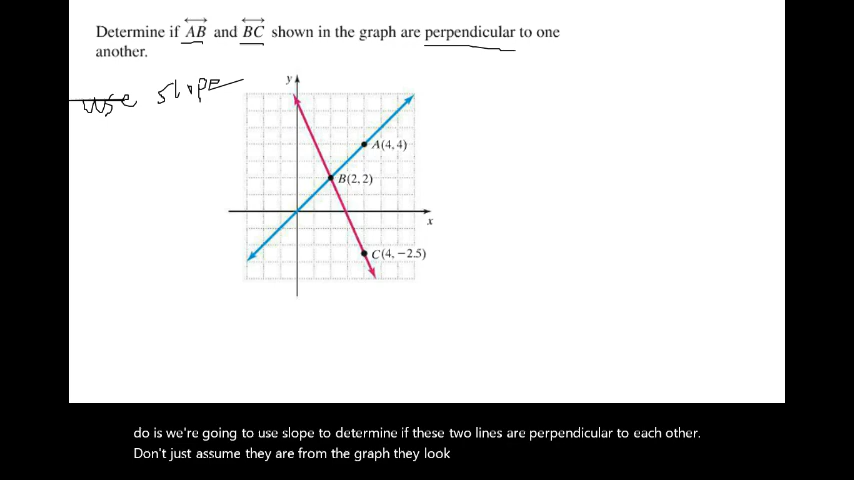 Determine if AB and BC shown in the graph are perpendicular to one
another.
use slope
y
A(4, 4)
B(2, 2)
x
C(4, −2.5)
do is we're going to use slope to determine if these two lines are perpendicular to each other.
Don't just assume they are from the graph they look